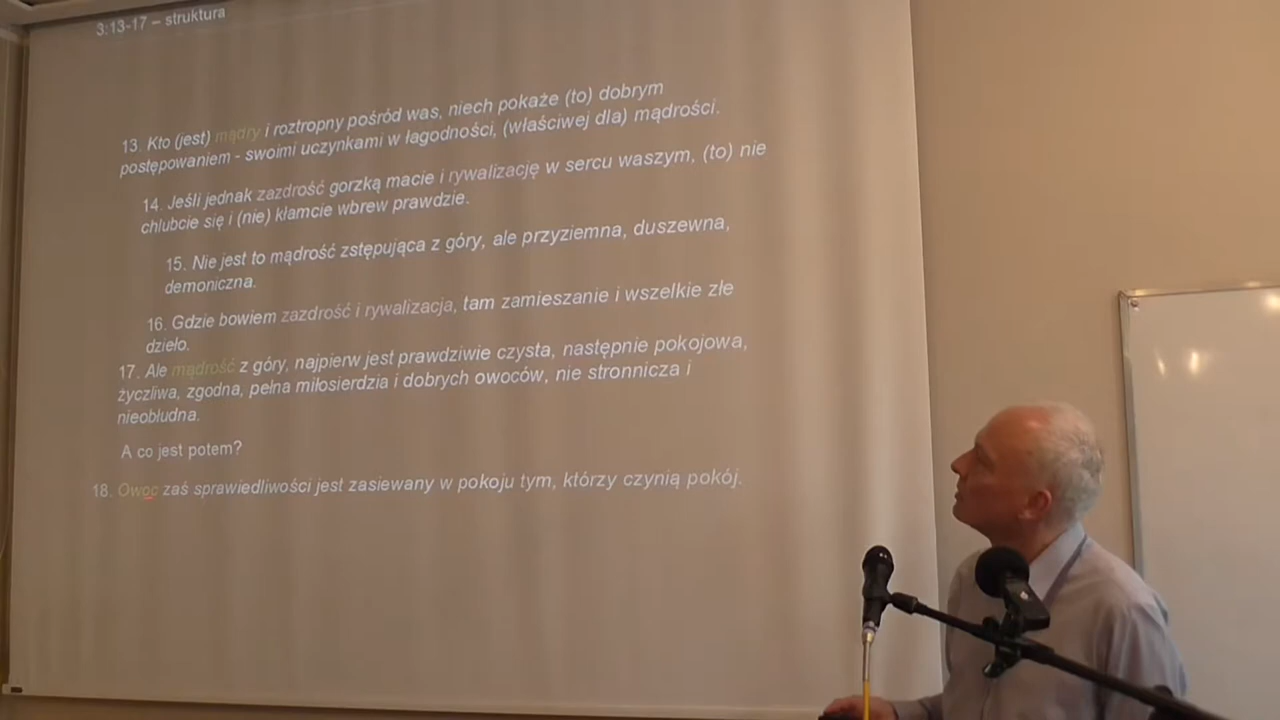 3:13-17 – struktura
13. Kto (jest) mądry i roztropny pośród was, niech pokaże (to) dobrym
postępowaniem - swoimi uczynkami w łagodności, (właściwej dla) mądrości.
14. Jeśli jednak zazdrość gorzką macie i rywalizację w sercu waszym, (to) nie
chlubcie się i (nie) kłamcie wbrew prawdzie.
15. Nie jest to mądrość zstępująca z góry, ale przyziemna, duszewna,
demoniczna.
16. Gdzie bowiem zazdrość i rywalizacja, tam zamieszanie i wszelkie złe
dzieło.
17. Ale mądrość z góry, najpierw jest prawdziwie czysta, następnie pokojowa,
życzliwa, zgodna, pełna miłosierdzia i dobrych owoców, nie stronnicza i
nieobłudna.
A co jest potem?
18. Owoc zaś sprawiedliwości jest zasiewany w pokoju tym, którzy czynią pokój.